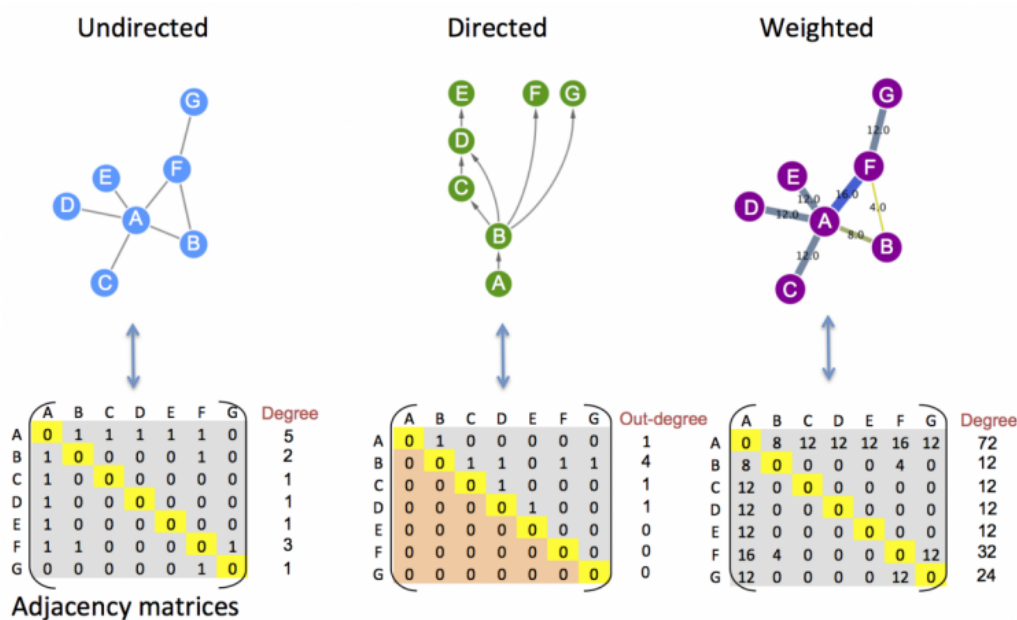 Undirected
Directed
Weighted
G
F
E
D
A
B
C
E
F
G
D
C
B
A
G
12.0
F
E
16.0
12.0
D
12.0
4.0
A
8.0
B
12.0
C
A B C D E F G Degree
A 0 1 1 1 1 1 0 5
B 1 0 0 0 0 1 0 2
C 1 0 0 0 0 0 0 1
D 1 0 0 0 0 0 0 1
E 1 0 0 0 0 0 0 1
F 1 1 0 0 0 0 1 3
G 0 0 0 0 0 1 0 1
A B C D E F G Out-degree
A 0 1 0 0 0 0 0 1
B 0 0 1 1 0 1 1 4
C 0 0 0 1 0 0 0 1
D 0 0 0 0 1 0 0 1
E 0 0 0 0 0 0 0 0
F 0 0 0 0 0 0 0 0
G 0 0 0 0 0 0 0 0
A B C D E F G Degree
A 0 8 12 12 12 16 12 72
B 8 0 0 0 0 4 0 12
C 12 0 0 0 0 0 0 12
D 12 0 0 0 0 0 0 12
E 12 0 0 0 0 0 0 12
F 16 4 0 0 0 0 12 32
G 12 0 0 0 0 12 0 24
Adjacency matrices